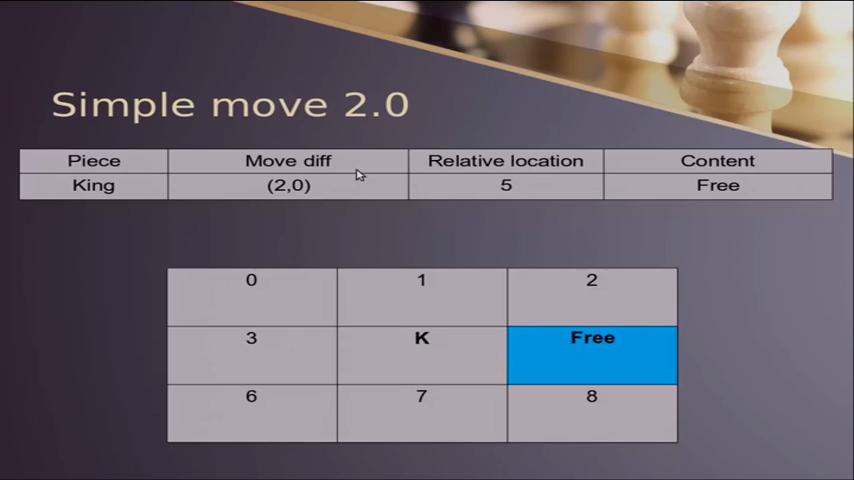 Simple move 2.0
Piece Move diff Relative location Content
King (2,0) 5 Free
0 1 2
3 K Free
6 7 8